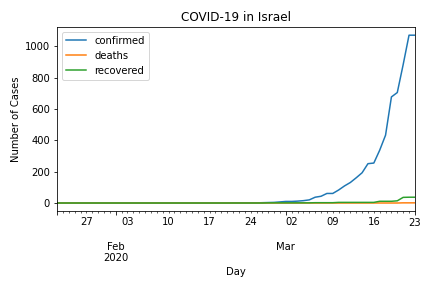 COVID-19 in Israel
confirmed
deaths
recovered
Number of Cases
1000
800
600
400
200
0
27 03 10 17 24 02 09 16 23
Feb Mar
2020
Day